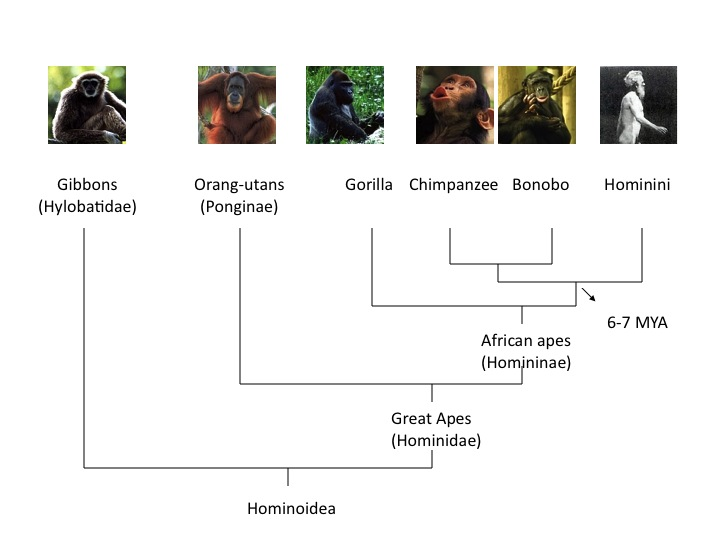 Gibbons
(Hylobatidae)
Orang-utans
(Ponginae)
Gorilla
Chimpanzee
Bonobo
Hominini
6-7 MYA
African apes
(Homininae)
Great Apes
(Hominidae)
Hominoidea